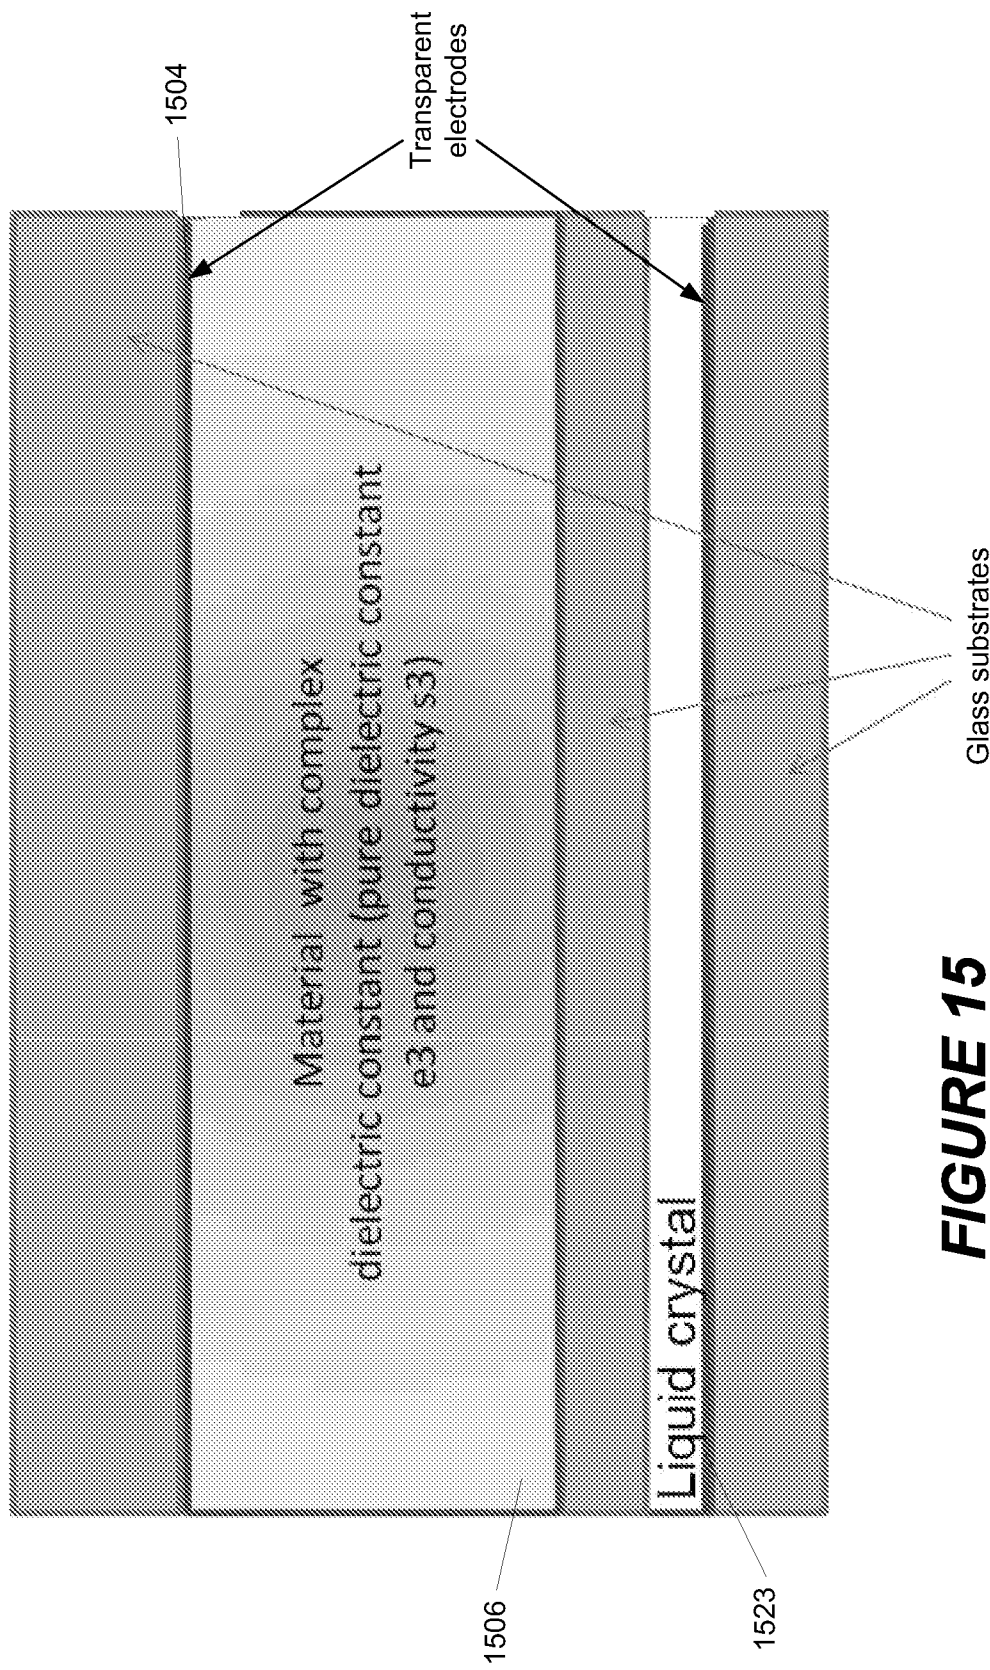 1504
Transparent
electrodes
Material with complex
dielectric constant (pure dielectric constant
e3 and conductivity s3)
Liquid crystal
1506
1523
Glass substrates
FIGURE 15